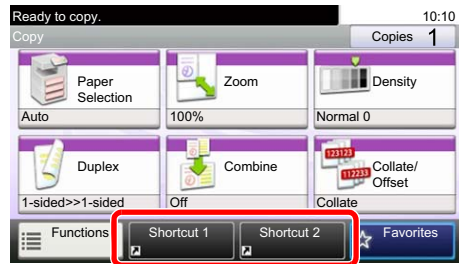 Ready to copy.
10:10
Copy
Copies 1
Paper
Selection
Auto
Zoom
100%
Density
Normal 0
Duplex
1-sided>>1-sided
Combine
Off
123123
112233
Collate/
Offset
Collate
Functions
Shortcut 1
Shortcut 2
Favorites